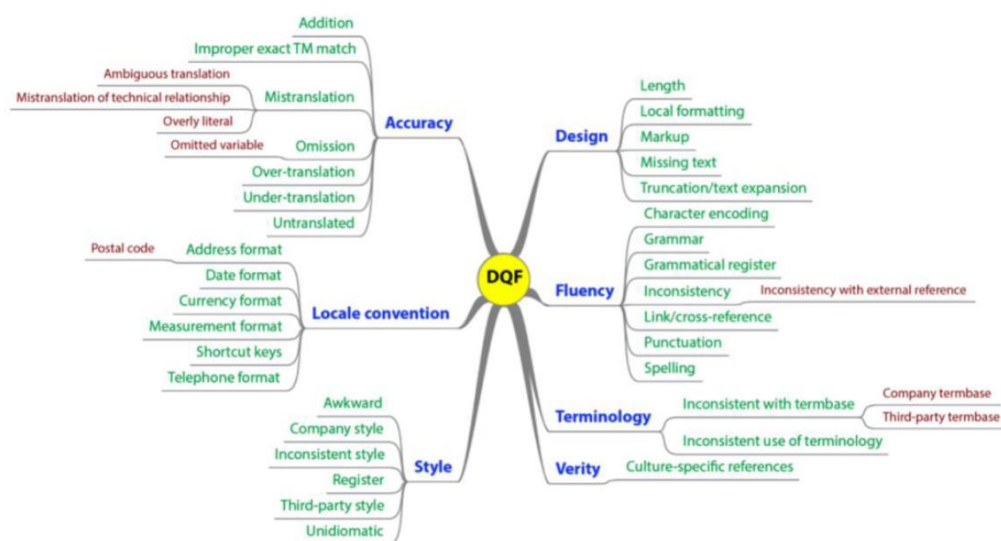 Addition
Improper exact TM match
Ambiguous translation
Mistranslation of technical relationship
Overly literal
Mistranslation
Omitted variable
Omission
Over-translation
Under-translation
Untranslated
Accuracy
Postal code
Address format
Date format
Currency format
Measurement format
Shortcut keys
Telephone format
Locale convention
Awkward
Company style
Inconsistent style
Register
Third-party style
Unidiomatic
Style
DQF
Design
Length
Local formatting
Markup
Missing text
Truncation/text expansion
Fluency
Character encoding
Grammar
Grammatical register
Inconsistency
Inconsistency with external reference
Link/cross-reference
Punctuation
Spelling
Terminology
Inconsistent with termbase
Company termbase
Third-party termbase
Inconsistent use of terminology
Verity
Culture-specific references